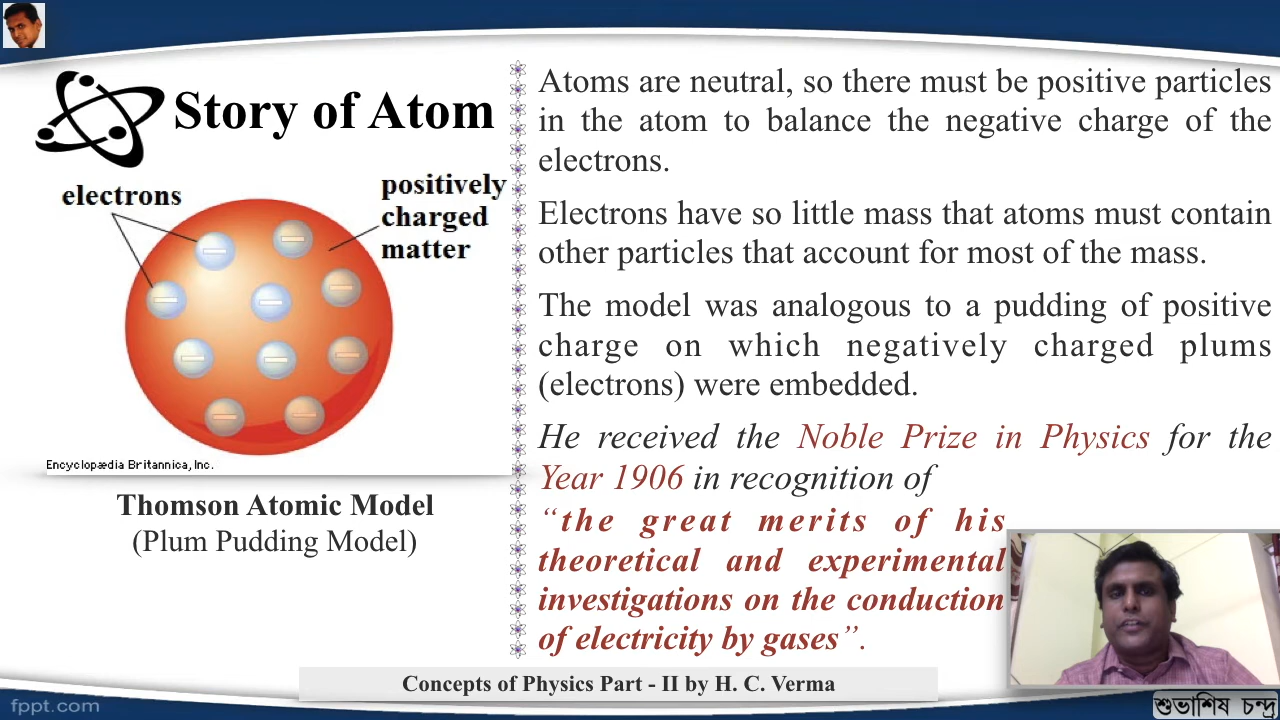 Story of Atom
electrons
positively
charged
matter
Encyclopædia Britannica, Inc.
Thomson Atomic Model
(Plum Pudding Model)
Atoms are neutral, so there must be positive particles
in the atom to balance the negative charge of the
electrons.
Electrons have so little mass that atoms must contain
other particles that account for most of the mass.
The model was analogous to a pudding of positive
charge on which negatively charged plums
(electrons) were embedded.
He received the Noble Prize in Physics for the
Year 1906 in recognition of
“the great merits of his
theoretical and experimental
investigations on the conduction
of electricity by gases”.
Concepts of Physics Part - II by H. C. Verma
fppt.com
শুভাশিষ চন্দ্র